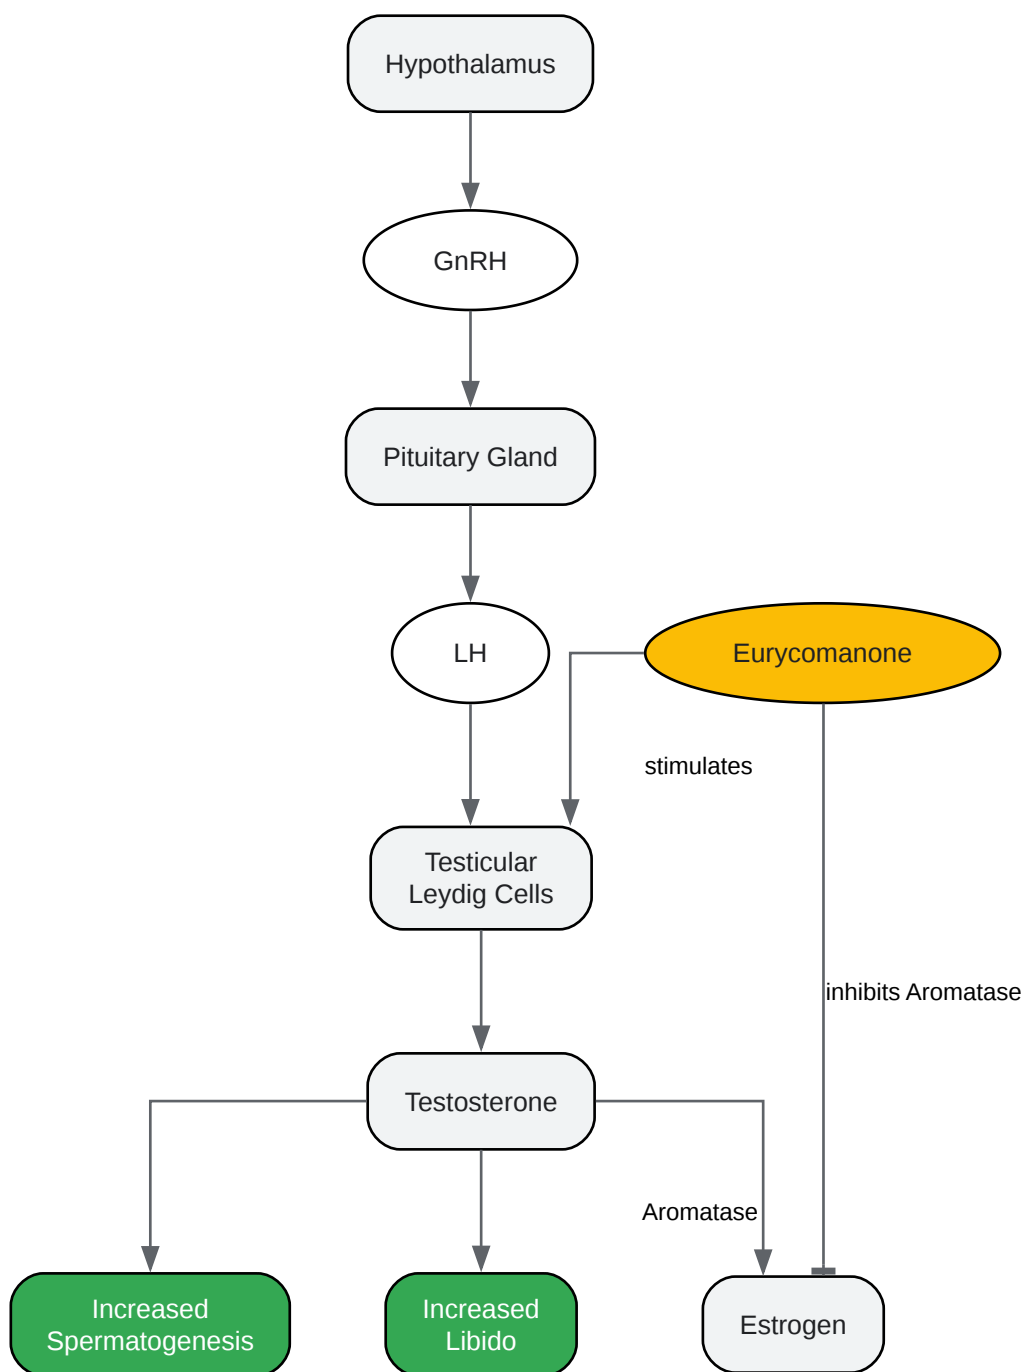 Hypothalamus
GnRH
Pituitary Gland
LH
Eurycomanone
stimulates
Testicular
Leydig Cells
inhibits Aromatase
Testosterone
Aromatase
Increased
Spermatogenesis
Increased
Libido
Estrogen